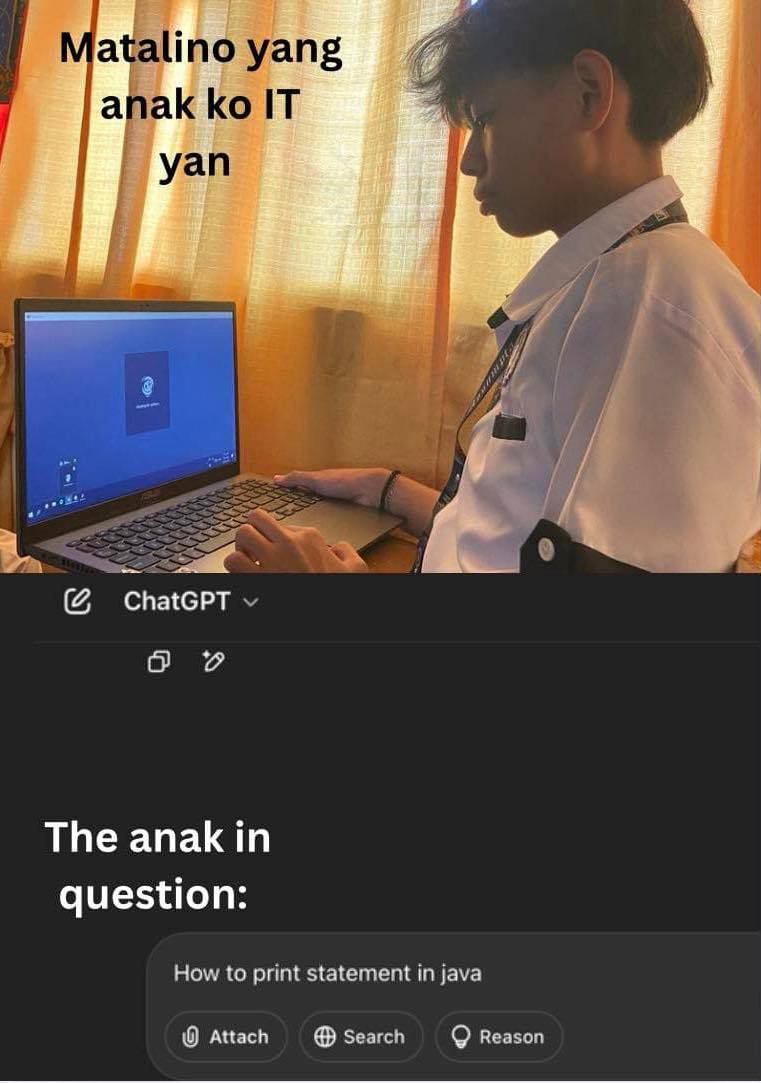 Matalino yang
anak ko IT
yan
ASUS
ChatGPT
The anak in
question:
How to print statement in java
Attach
Search
Reason